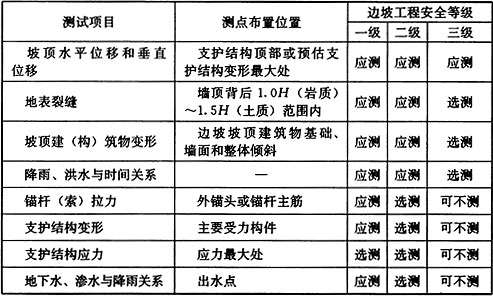 测试项目 测点布置位置 边坡工程安全等级
一级 二级 三级
坡顶水平位移和垂直位移 支护结构顶部或预估支护结构变形最大处 应测 应测 应测
地表裂缝 墙顶背后1.0H（岩质）～1.5H（土质）范围内 应测 应测 选测
坡顶建（构）筑物变形 边坡坡顶建筑物基础、墙面和整体倾斜 应测 应测 选测
降雨、洪水与时间关系 — 应测 应测 选测
锚杆（索）拉力 外锚头或锚杆主筋 应测 选测 可不测
支护结构变形 主要受力构件 应测 选测 可不测
支护结构应力 应力最大处 选测 选测 可不测
地下水、渗水与降雨关系 出水点 应测 选测 可不测